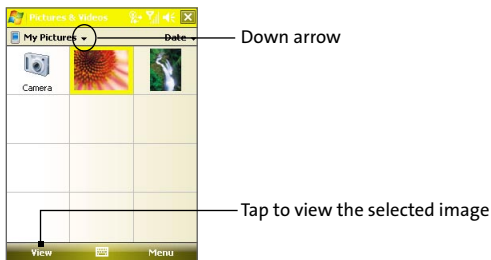 Pictures & Videos
My Pictures Date
Down arrow
Camera
Tap to view the selected image
View Menu